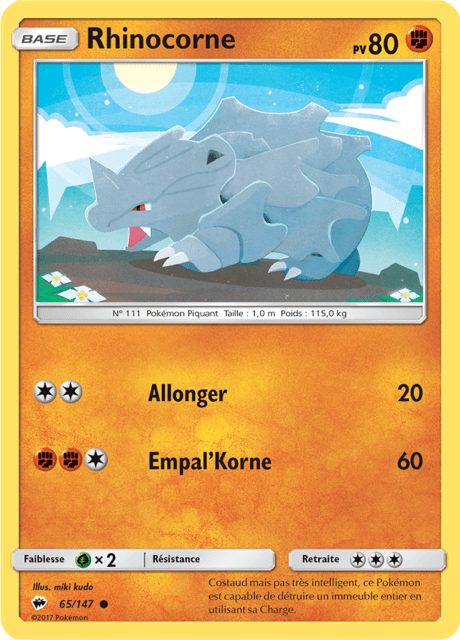 BASE Rhinocorne PV80
N° 111 Pokémon Piquant Taille : 1,0 m Poids : 115,0 kg
Allonger 20
Empal'Korne 60
Faiblesse ×2 Résistance Retraite
Illus. miki kudo
65/147
©2017 Pokémon
Costaud mais pas très intelligent, ce Pokémon
est capable de détruire un immeuble entier en
utilisant sa Charge.